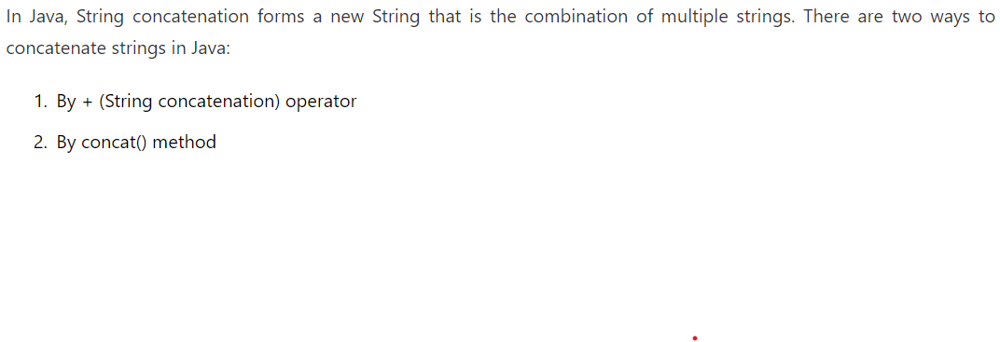 In Java, String concatenation forms a new String that is the combination of multiple strings. There are two ways to
concatenate strings in Java:
1. By + (String concatenation) operator
2. By concat() method